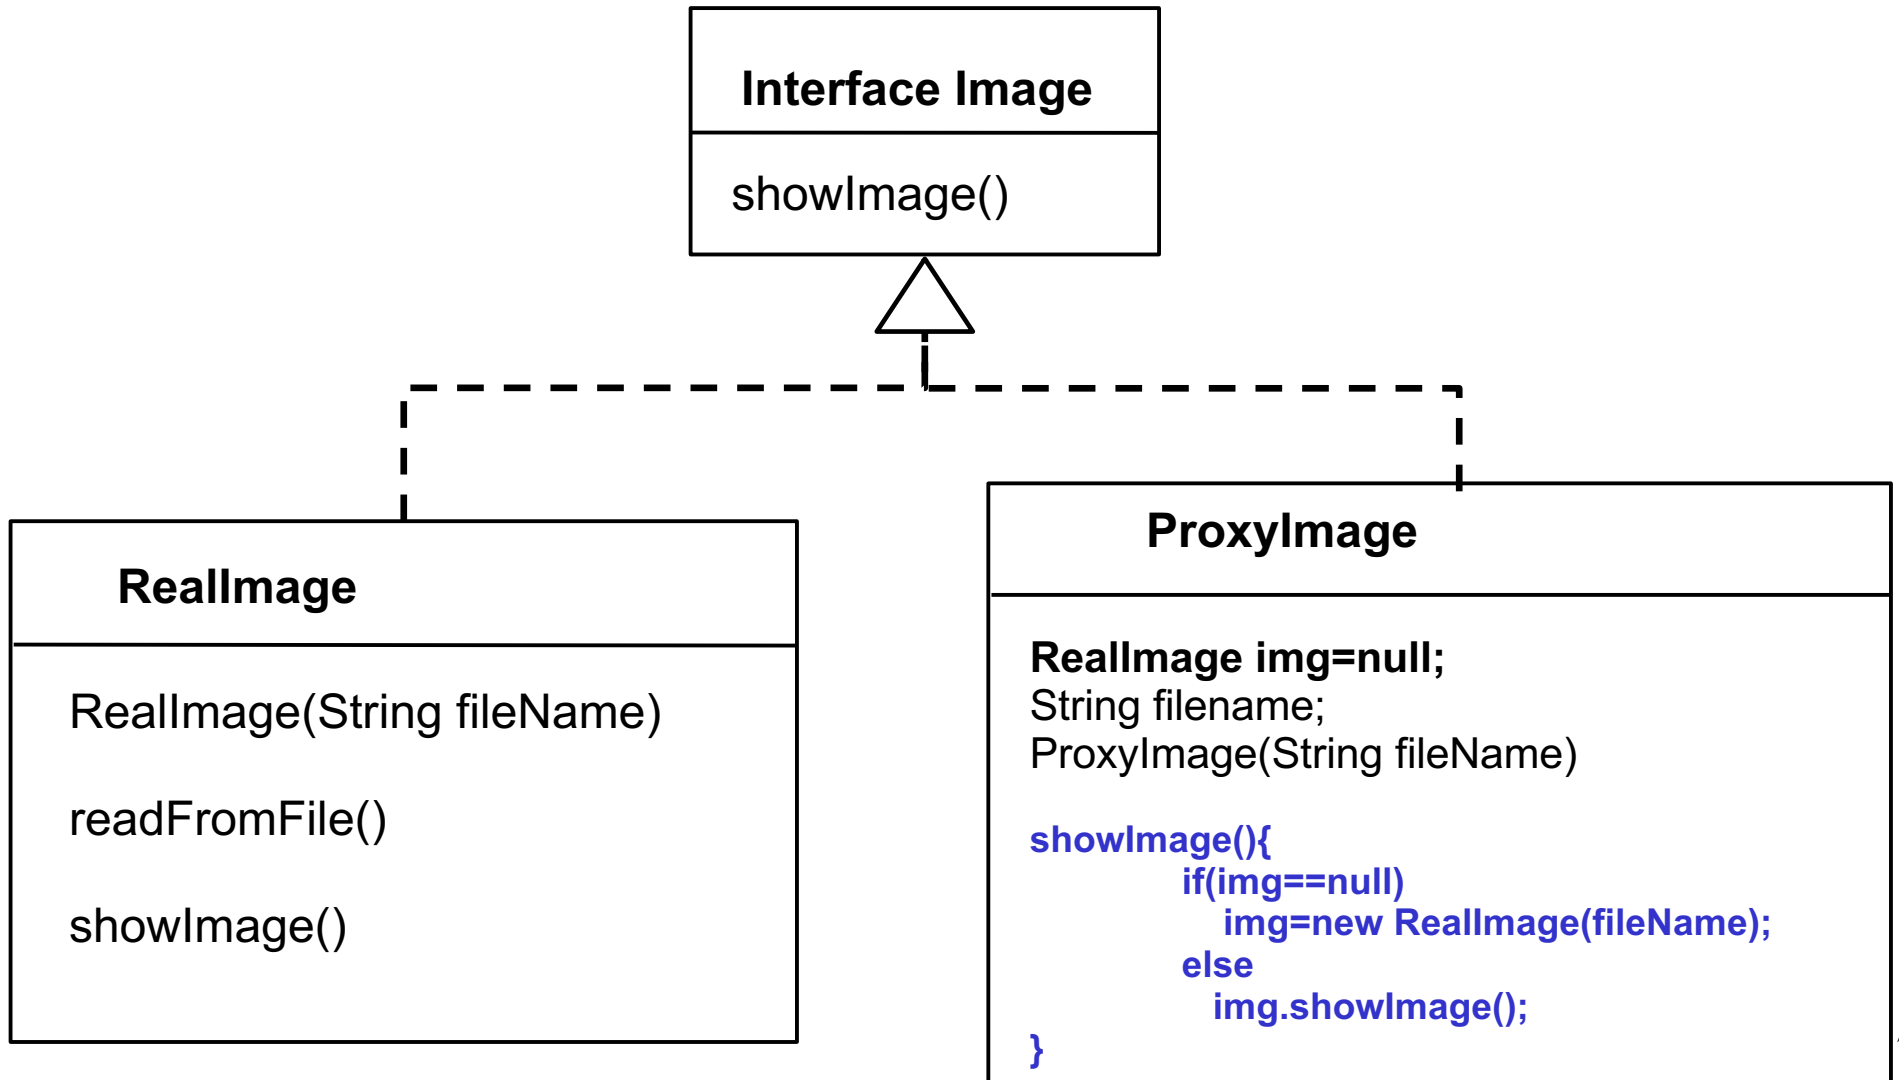 Interface Image
showImage()
RealImage
RealImage(String fileName)
readFromFile()
showImage()
ProxyImage
RealImage img=null;
String filename;
ProxyImage(String fileName)
showImage(){
if(img==null)
img=new RealImage(fileName);
else
img.showImage();
}